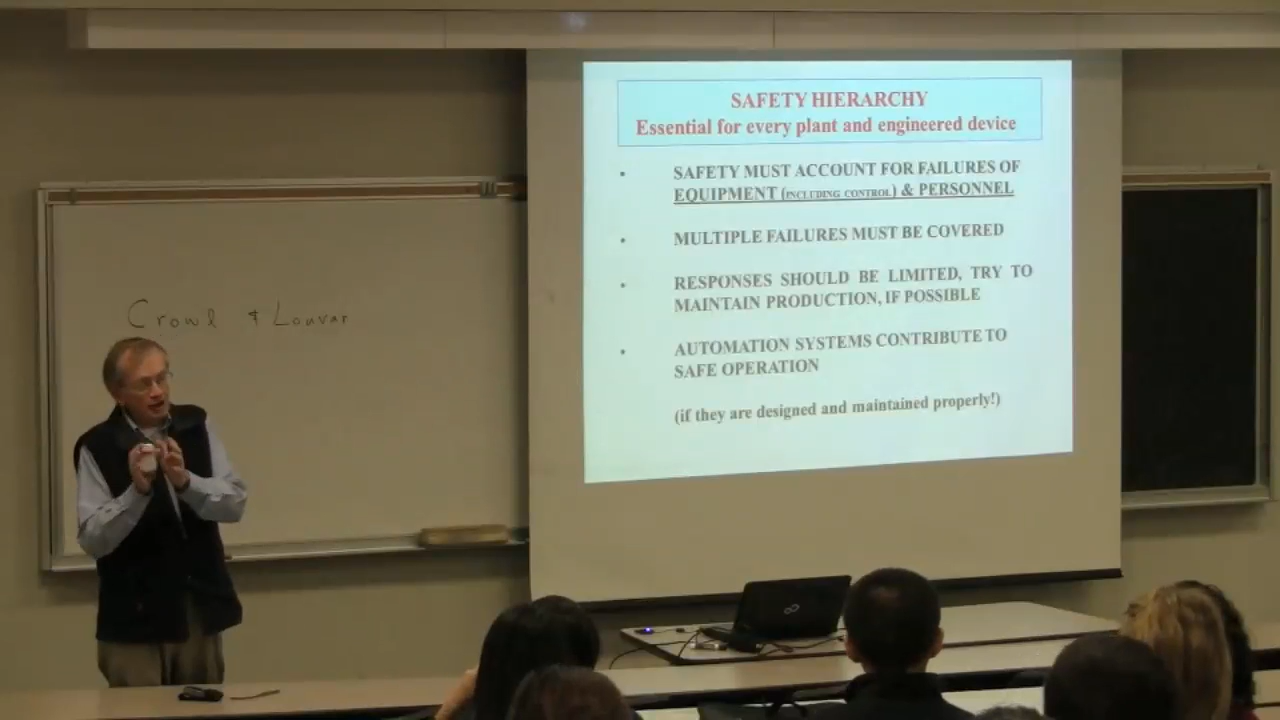 SAFETY HIERARCHY
Essential for every plant and engineered device
• SAFETY MUST ACCOUNT FOR FAILURES OF
EQUIPMENT (INCLUDING CONTROL) & PERSONNEL
• MULTIPLE FAILURES MUST BE COVERED
• RESPONSES SHOULD BE LIMITED, TRY TO
MAINTAIN PRODUCTION, IF POSSIBLE
• AUTOMATION SYSTEMS CONTRIBUTE TO
SAFE OPERATION
(if they are designed and maintained properly!)
Crowl & Louvar